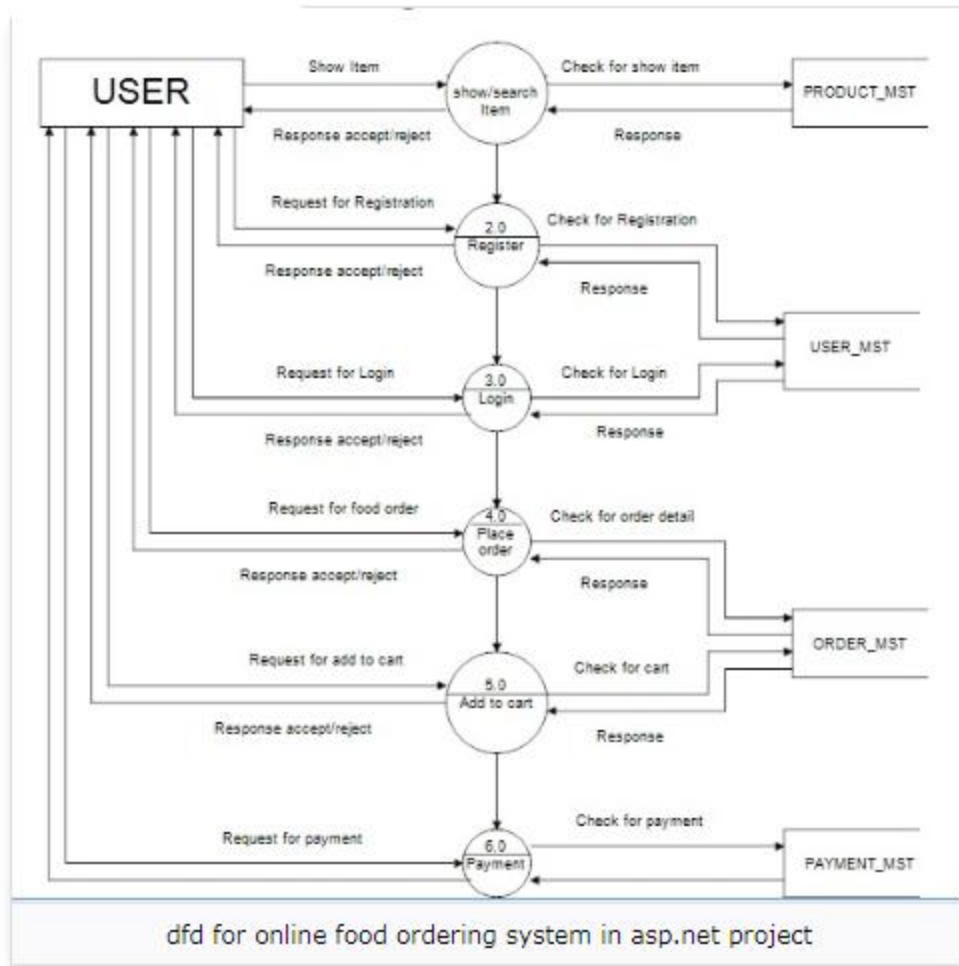 USER
Show Item
show/search
Item
Check for show item
PRODUCT_MST
Response accept/reject
Response
Request for Registration
2.0
Register
Check for Registration
Response accept/reject
Response
USER_MST
Request for Login
3.0
Login
Check for Login
Response accept/reject
Response
Request for food order
4.0
Place
order
Check for order detail
Response accept/reject
Response
ORDER_MST
Request for add to cart
5.0
Add to cart
Check for cart
Response accept/reject
Response
Request for payment
6.0
Payment
Check for payment
PAYMENT_MST
dfd for online food ordering system in asp.net project